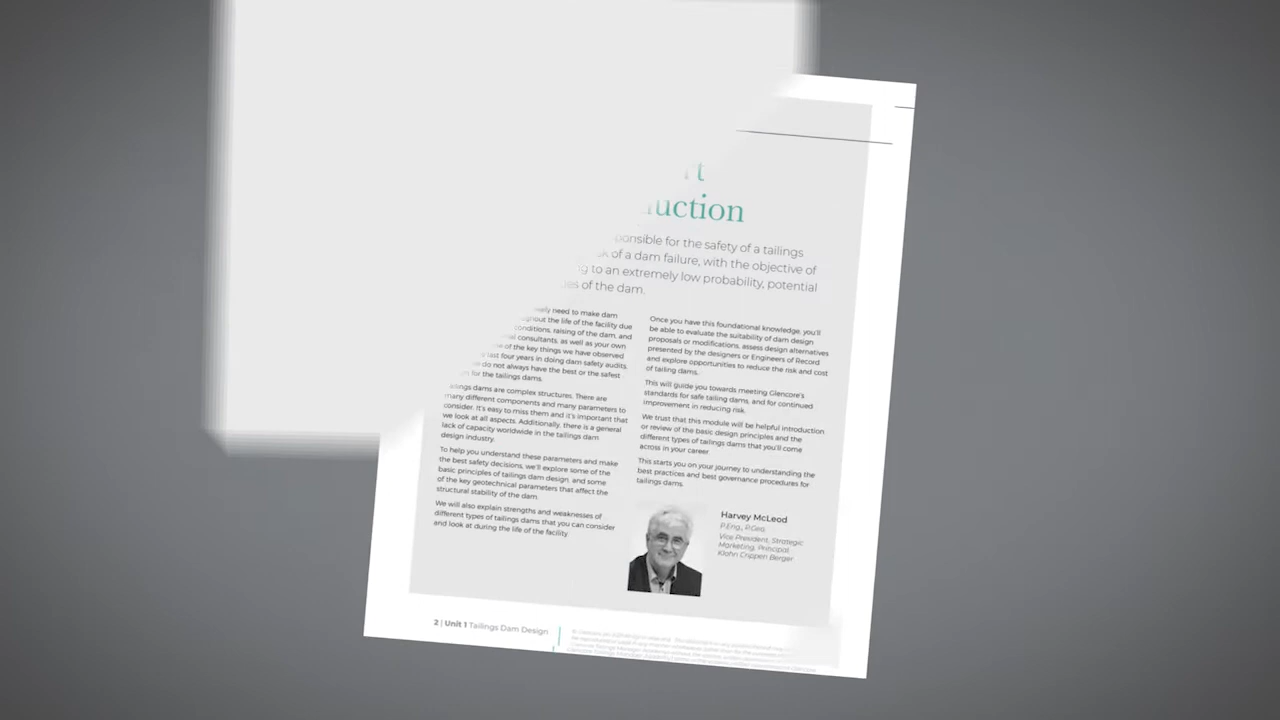 uction
ponsible for the safety of a tailings
of a dam failure, with the objective of
to an extremely low probability, potential
of the dam.
need to make dam
ghout the life of the facility due
conditions, raising of the dam, and
consultants, as well as your own
of the key things we have observed
last four years in doing dam safety audits,
do not always have the best or the safest
for the tailings dams.
ilings dams are complex structures. There are
many different components and many parameters to
consider. It's easy to miss them and it's important that
we look at all aspects. Additionally, there is a general
lack of capacity worldwide in the tailings dam
design industry.
To help you understand these parameters and make
the best safety decisions, we'll explore some of the
basic principles of tailings dam design, and some
of the key geotechnical parameters that affect the
structural stability of the dam.
We will also explain strengths and weaknesses of
different types of tailings dams that you can consider
and look at during the life of the facility.
Once you have this foundational knowledge, you'll
be able to evaluate the suitability of dam design
proposals or modifications, assess design alternatives
presented by the designers or Engineers of Record
and explore opportunities to reduce the risk and cost
of tailing dams.
This will guide you towards meeting Glencore's
standards for safe tailing dams, and for continued
improvement in reducing risk.
We trust that this module will be helpful introduction
or review of the basic design principles and the
different types of tailings dams that you'll come
across in your career.
This starts you on your journey to understanding the
best practices and best governance procedures for
tailings dams.
Harvey McLeod
P.Eng., P.Geo.
Vice President, Strategic
Marketing, Principal
Klohn Crippen Berger
2 | Unit 1 Tailings Dam Design